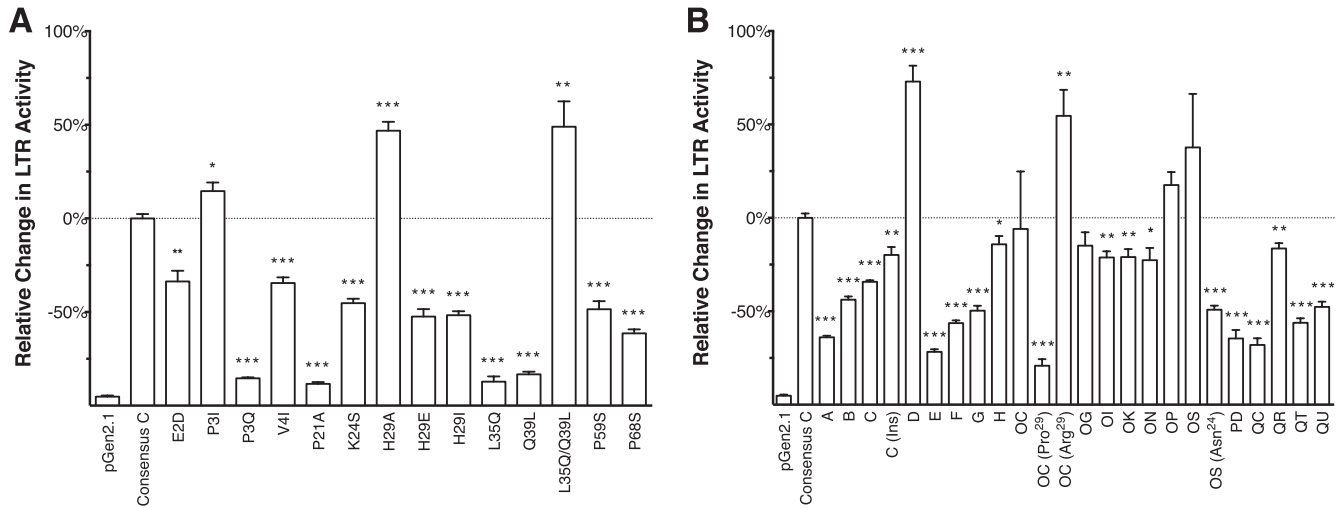 A
Relative Change in LTR Activity
100%
50%
0%
-50%
**
*
***
***
***
***
***
***
***
***
***
**
***
***
pGen2.1
Consensus C
E2D
P3I
P3Q
V4I
P21A
K24S
H29A
H29E
H29I
L35Q
Q39L
L35Q/Q39L
P59S
P68S
B
Relative Change in LTR Activity
100%
50%
0%
-50%
***
***
***
**
***
***
***
***
*
***
**
**
**
*
***
***
***
**
***
***
pGen2.1
Consensus C
A
B
C
C (Ins)
D
E
F
G
H
OC
OC (Pro²⁹)
OC (Arg²⁹)
OG
OI
OK
ON
OP
OS
OS (Asn²⁴)
PD
QC
QR
QT
QU